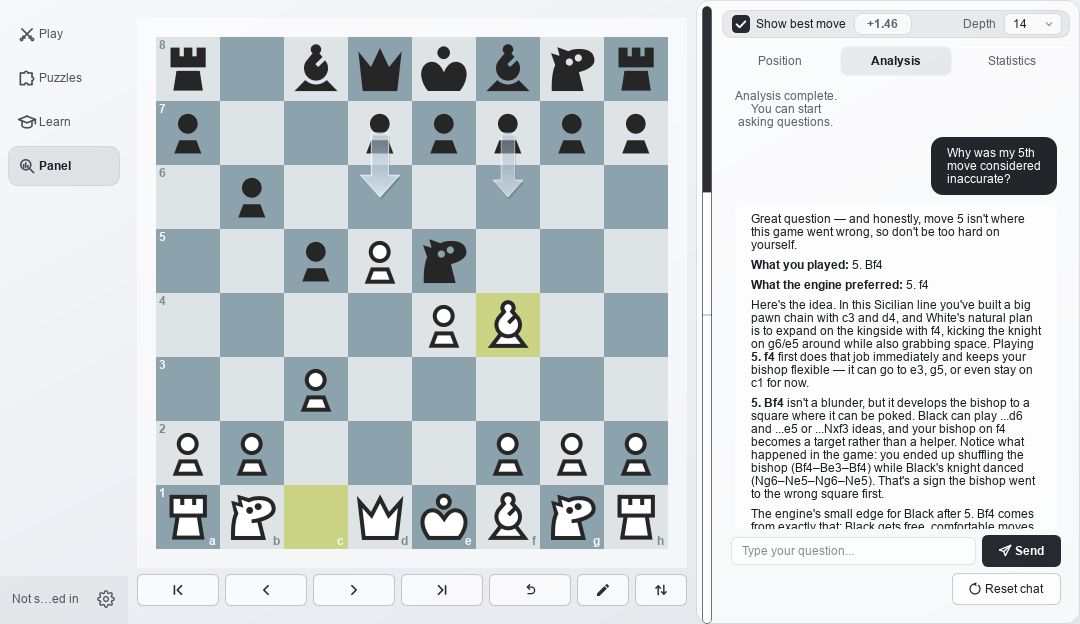 Play
Puzzles
Learn
Panel
Not s…ed in
8
7
6
5
4
3
2
1
a
b
c
d
e
f
g
h
Show best move
+1.46
Depth
14
Position
Analysis
Statistics
Analysis complete.
You can start
asking questions.
Why was my 5th
move considered
inaccurate?
Great question — and honestly, move 5 isn't where
this game went wrong, so don't be too hard on
yourself.
What you played: 5. Bf4
What the engine preferred: 5. f4
Here's the idea. In this Sicilian line you've built a big
pawn chain with c3 and d4, and White's natural plan
is to expand on the kingside with f4, kicking the knight
on g6/e5 around while also grabbing space. Playing
5. f4 first does that job immediately and keeps your
bishop flexible — it can go to e3, g5, or even stay on
c1 for now.
5. Bf4 isn't a blunder, but it develops the bishop to a
square where it can be poked. Black can play ...d6
and ...e5 or ...Nxf3 ideas, and your bishop on f4
becomes a target rather than a helper. Notice what
happened in the game: you ended up shuffling the
bishop (Bf4–Be3–Bf4) while Black's knight danced
(Ng6–Ne5–Ng6–Ne5). That's a sign the bishop went
to the wrong square first.
The engine's small edge for Black after 5. Bf4 comes
from exactly that: Black gets free, comfortable moves
Type your question...
Send
Reset chat